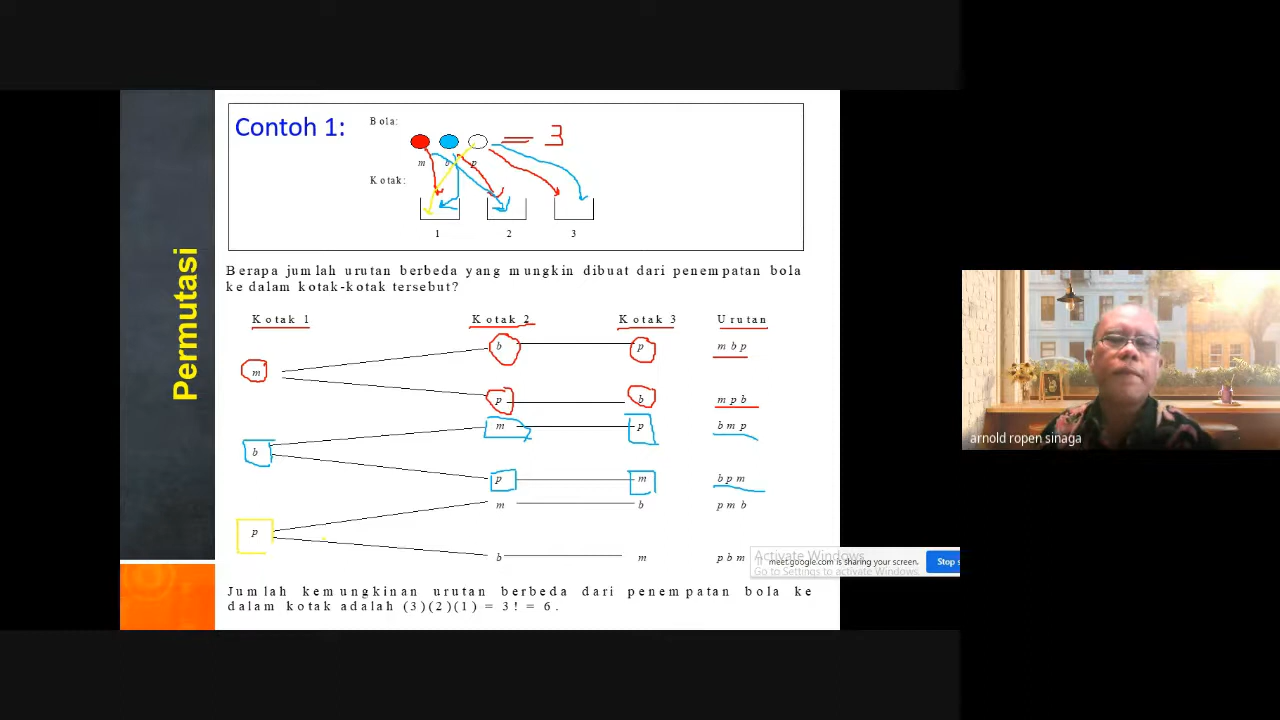 Permutasi
Contoh 1:
Bola:
= 3
m b p
Kotak:
1 2 3
Berapa jumlah urutan berbeda yang mungkin dibuat dari penempatan bola
ke dalam kotak-kotak tersebut?
Kotak 1 Kotak 2 Kotak 3 Urutan
b p m b p
m
p b m p b
m p b m p
b
p m b p m
m b p m b
p
b m p b m
Activate Windows
meet.google.com is sharing your screen. Stop s
Go to Settings to activate Windows.
Jumlah kemungkinan urutan berbeda dari penempatan bola ke
dalam kotak adalah (3)(2)(1) = 3! = 6.
arnold ropen sinaga